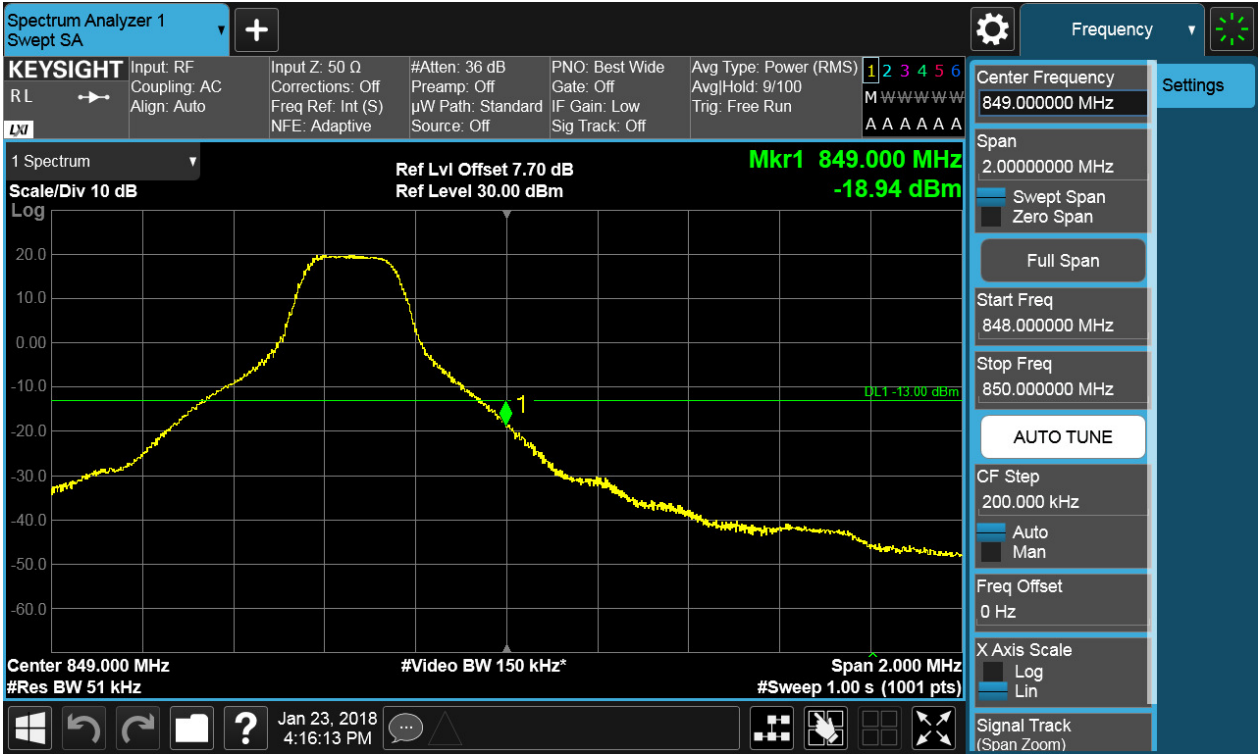 Spectrum Analyzer 1
Swept SA
+
Frequency
KEYSIGHT
R L
LXI
Input: RF
Coupling: AC
Align: Auto
Input Z: 50 Ω
Corrections: Off
Freq Ref: Int (S)
NFE: Adaptive
#Atten: 36 dB
Preamp: Off
µW Path: Standard
Source: Off
PNO: Best Wide
Gate: Off
IF Gain: Low
Sig Track: Off
Avg Type: Power (RMS)
Avg|Hold: 9/100
Trig: Free Run
1 2 3 4 5 6
M W W W W W
A A A A A A
1 Spectrum
Scale/Div 10 dB
Log
Ref Lvl Offset 7.70 dB
Ref Level 30.00 dBm
Mkr1 849.000 MHz
-18.94 dBm
20.0
10.0
0.00
-10.0
-20.0
-30.0
-40.0
-50.0
-60.0
DL1 -13.00 dBm
1
Center 849.000 MHz
#Res BW 51 kHz
#Video BW 150 kHz*
Span 2.000 MHz
#Sweep 1.00 s (1001 pts)
Center Frequency
849.000000 MHz
Span
2.00000000 MHz
Swept Span
Zero Span
Full Span
Start Freq
848.000000 MHz
Stop Freq
850.000000 MHz
AUTO TUNE
CF Step
200.000 kHz
Auto
Man
Freq Offset
0 Hz
X Axis Scale
Log
Lin
Signal Track
(Span Zoom)
Settings
?
Jan 23, 2018
4:16:13 PM